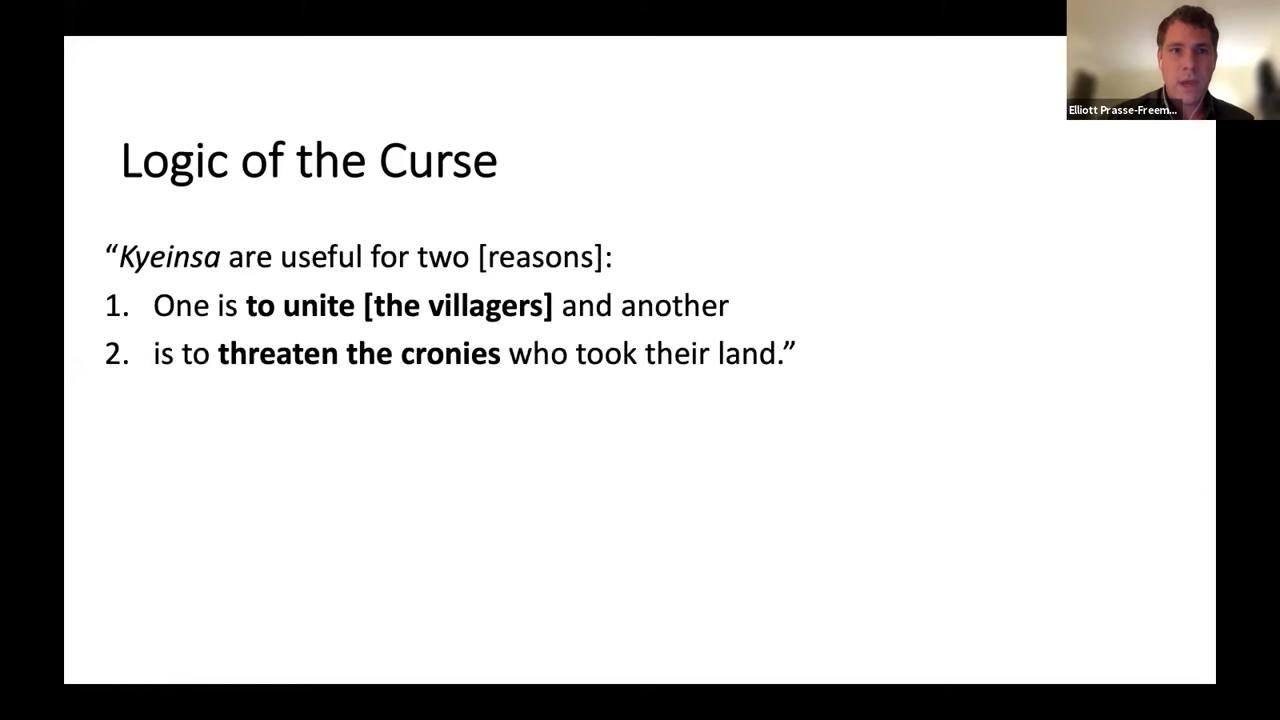 Elliott Prasse-Freem...
Logic of the Curse
“Kyeinsa are useful for two [reasons]:
1. One is to unite [the villagers] and another
2. is to threaten the cronies who took their land.”